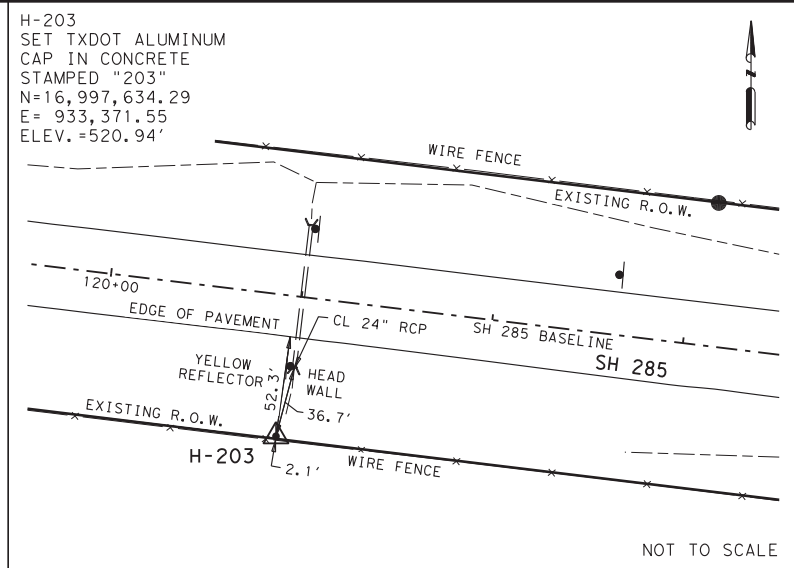 H-203
SET TXDOT ALUMINUM
CAP IN CONCRETE
STAMPED "203"
N=16,997,634.29
E= 933,371.55
ELEV.=520.94'
N
WIRE FENCE
EXISTING R.O.W.
120+00
EDGE OF PAVEMENT
CL 24" RCP
SH 285 BASELINE
SH 285
YELLOW
REFLECTOR
52.3'
HEAD
WALL
36.7'
EXISTING R.O.W.
H-203
2.1'
WIRE FENCE
NOT TO SCALE